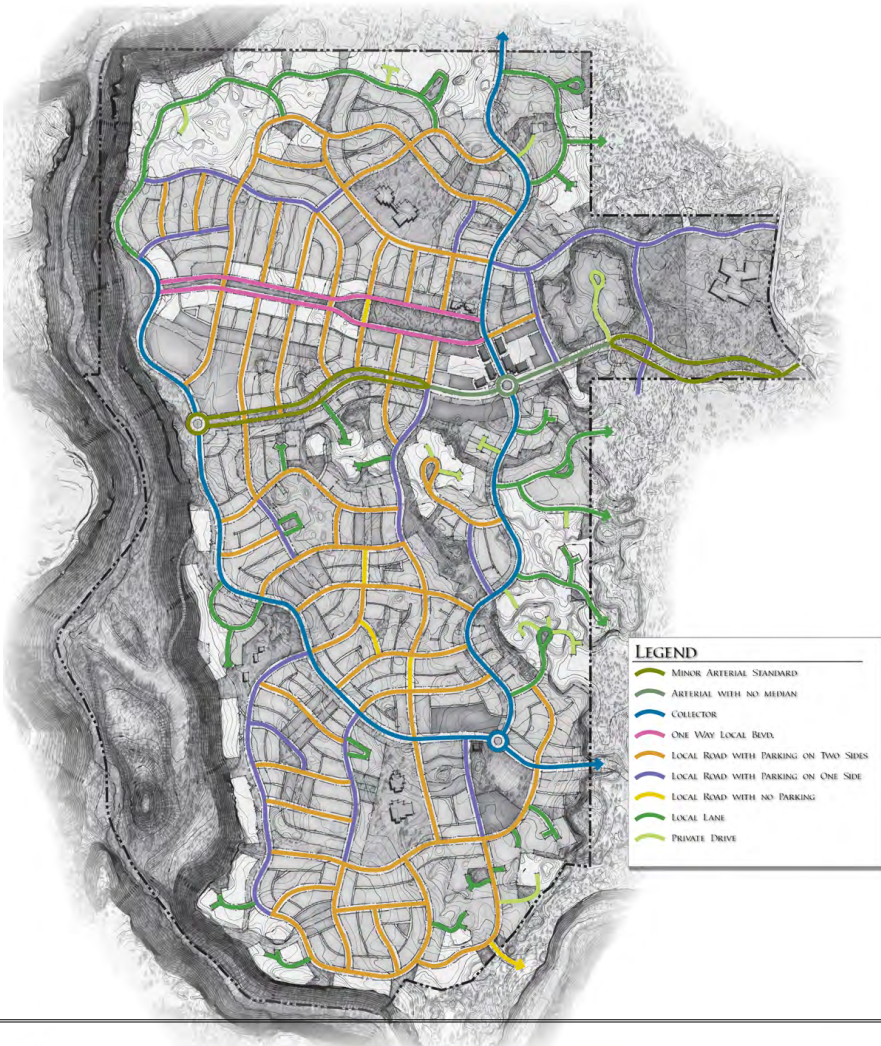 LEGEND
MINOR ARTERIAL STANDARD
ARTERIAL WITH NO MEDIAN
COLLECTOR
ONE WAY LOCAL BLVD.
LOCAL ROAD WITH PARKING ON TWO SIDES
LOCAL ROAD WITH PARKING ON ONE SIDE
LOCAL ROAD WITH NO PARKING
LOCAL LANE
PRIVATE DRIVE